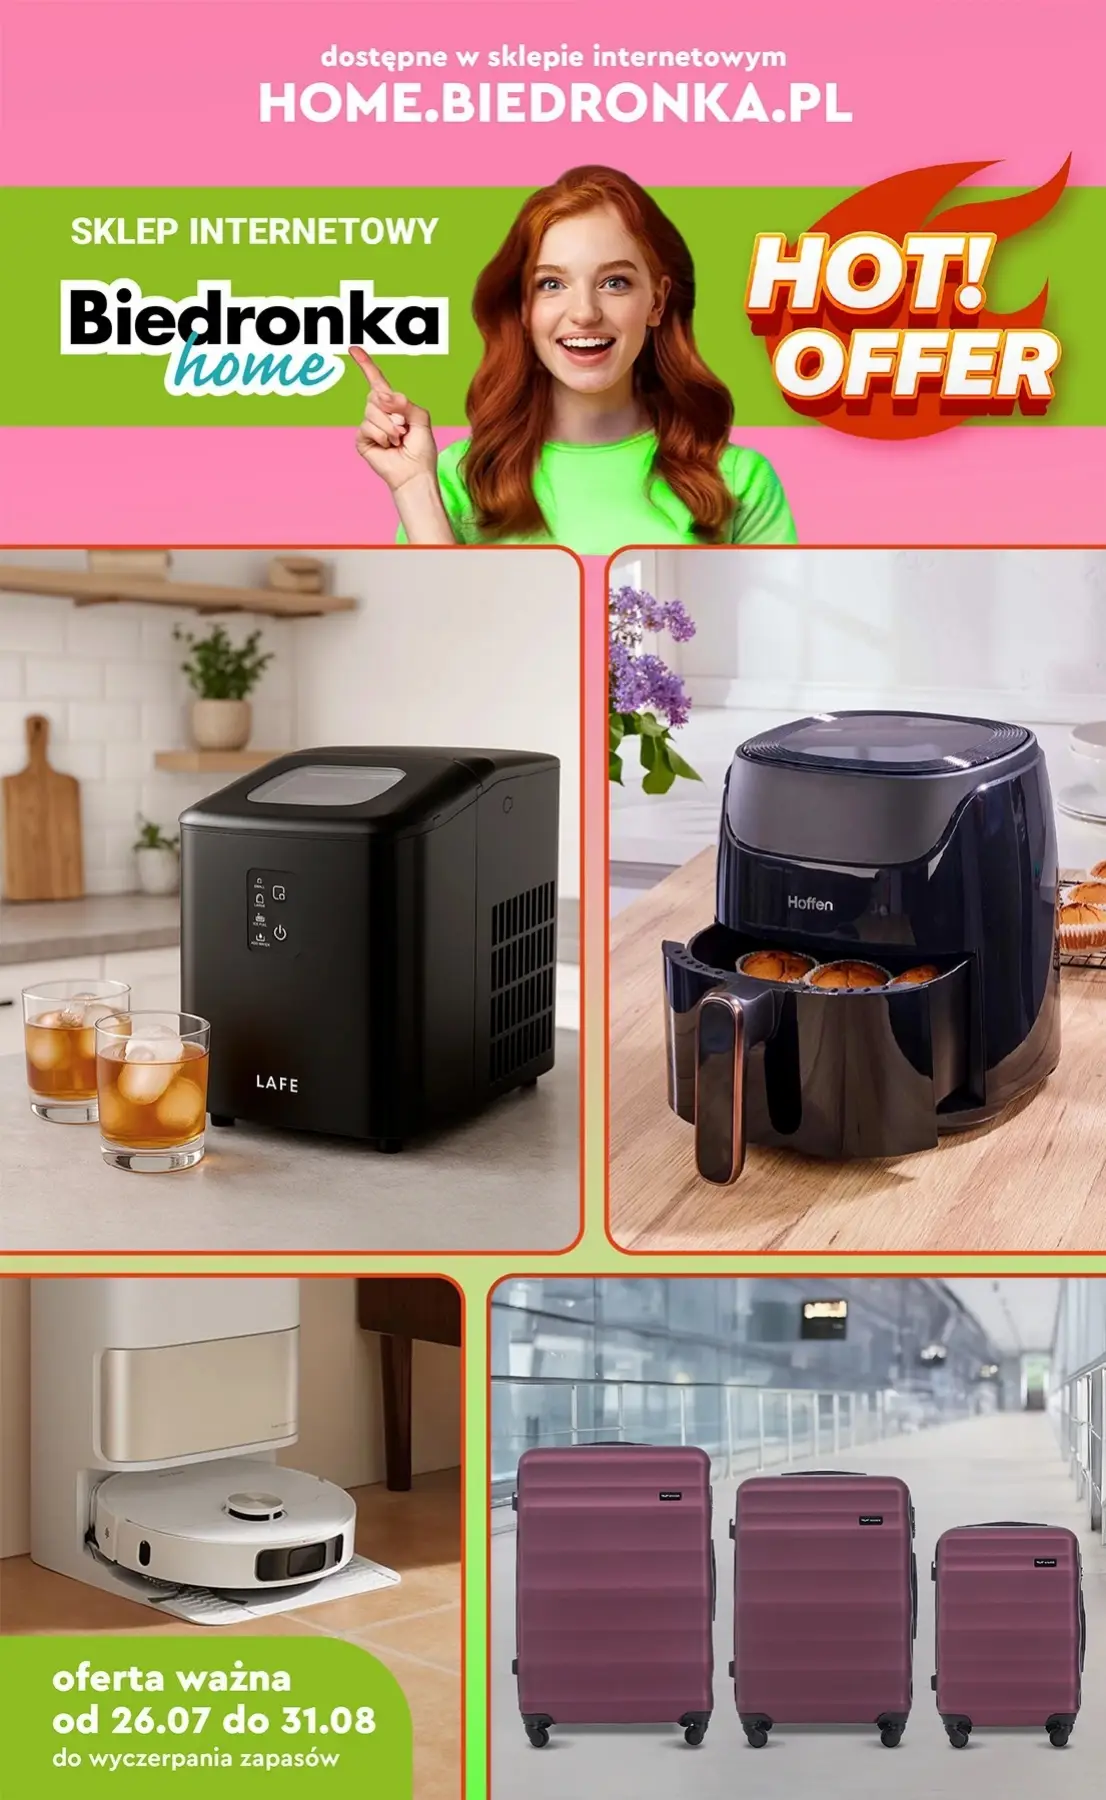 dostępne w sklepie internetowym
HOME.BIEDRONKA.PL
SKLEP INTERNETOWY
Biedronka
home
HOT!
OFFER
Hoffen
LAFE
oferta ważna
od 26.07 do 31.08
do wyczerpania zapasów